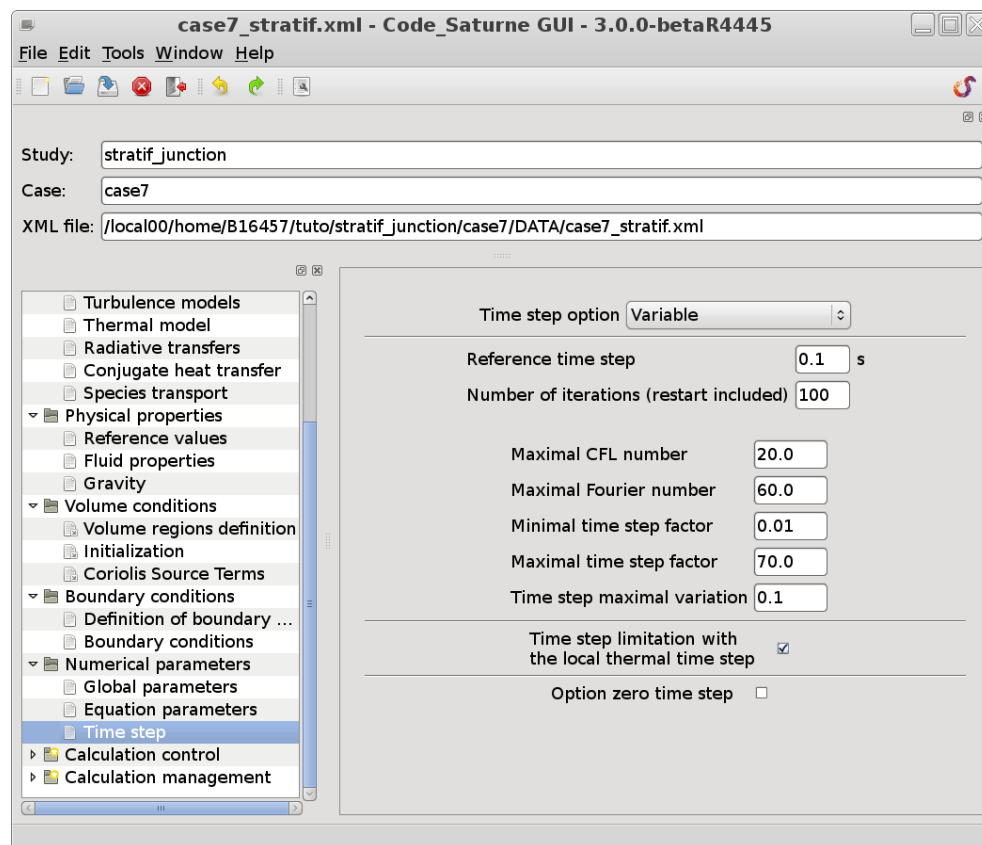 case7_stratif.xml - Code_Saturne GUI - 3.0.0-betaR4445
File Edit Tools Window Help
Study: stratif_junction
Case: case7
XML file: /local00/home/B16457/tuto/stratif_junction/case7/DATA/case7_stratif.xml
Turbulence models
Thermal model
Radiative transfers
Conjugate heat transfer
Species transport
Physical properties
Reference values
Fluid properties
Gravity
Volume conditions
Volume regions definition
Initialization
Coriolis Source Terms
Boundary conditions
Definition of boundary ...
Boundary conditions
Numerical parameters
Global parameters
Equation parameters
Time step
Calculation control
Calculation management
Time step option Variable
Reference time step 0.1 s
Number of iterations (restart included) 100
Maximal CFL number 20.0
Maximal Fourier number 60.0
Minimal time step factor 0.01
Maximal time step factor 70.0
Time step maximal variation 0.1
Time step limitation with
the local thermal time step
Option zero time step